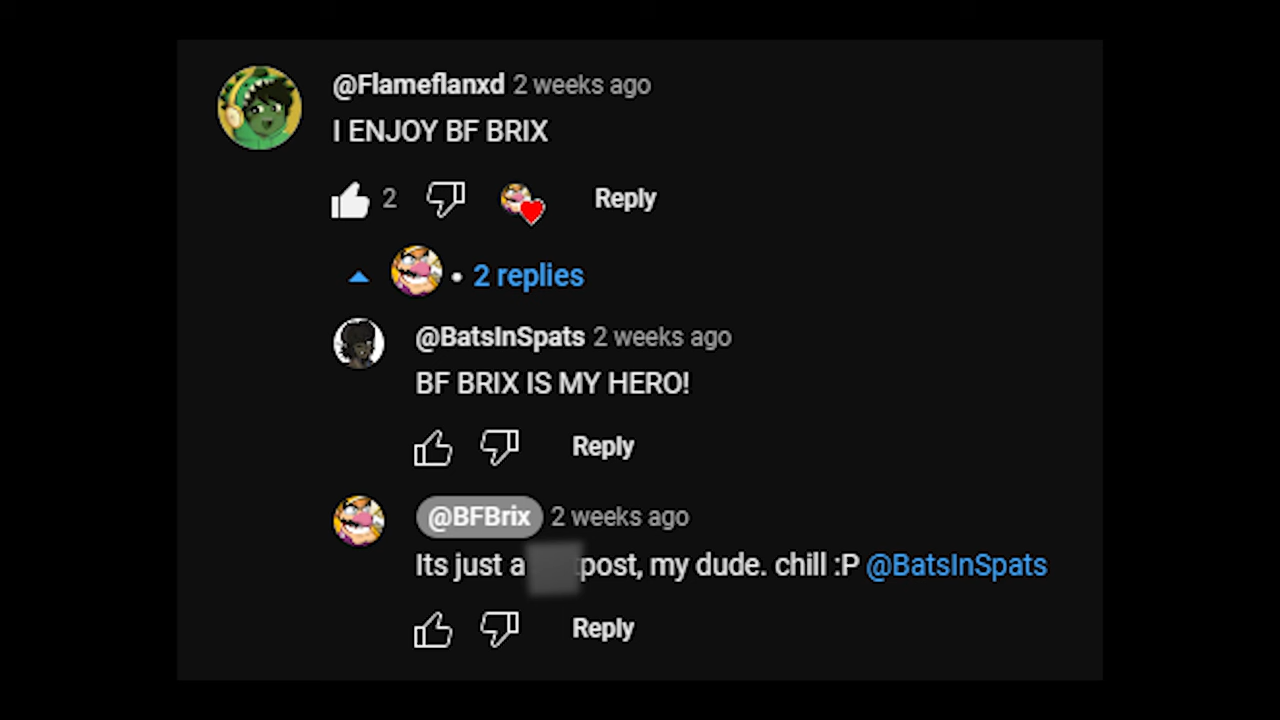 @Flameflanxd 2 weeks ago
I ENJOY BF BRIX
2
Reply
2 replies
@BatsInSpats 2 weeks ago
BF BRIX IS MY HERO!
Reply
@BFBrix 2 weeks ago
Its just a post, my dude. chill :P @BatsInSpats
Reply